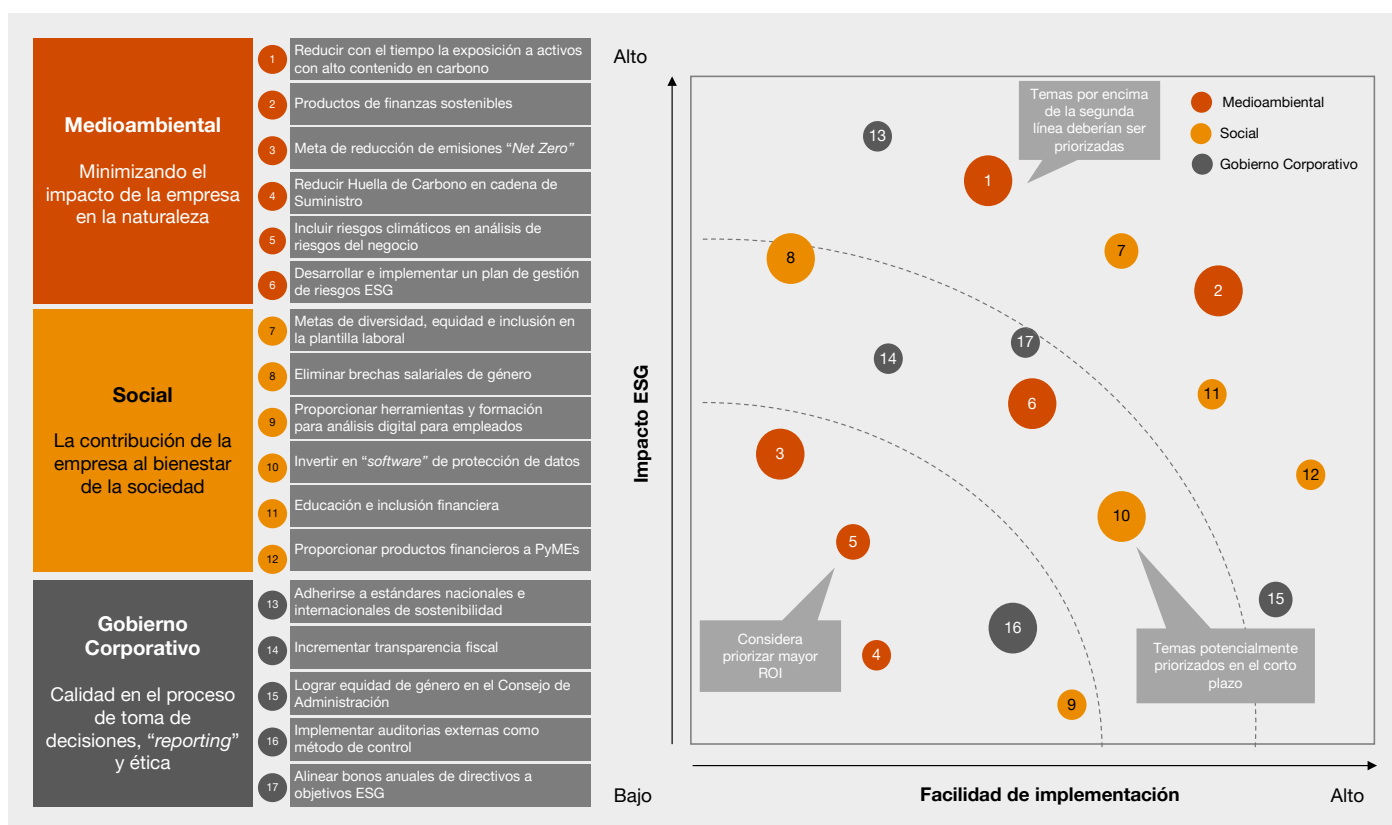 Medioambiental
Minimizando el
impacto de la empresa
en la naturaleza
1
Reducir con el tiempo la exposición a activos
con alto contenido en carbono
2
Productos de finanzas sostenibles
3
Meta de reducción de emisiones “Net Zero”
4
Reducir Huella de Carbono en cadena de
Suministro
5
Incluir riesgos climáticos en análisis de
riesgos del negocio
6
Desarrollar e implementar un plan de gestión
de riesgos ESG
Social
La contribución de la
empresa al bienestar
de la sociedad
7
Metas de diversidad, equidad e inclusión en
la plantilla laboral
8
Eliminar brechas salariales de género
9
Proporcionar herramientas y formación
para análisis digital para empleados
10
Invertir en “software” de protección de datos
11
Educación e inclusión financiera
12
Proporcionar productos financieros a PyMEs
Gobierno
Corporativo
Calidad en el proceso
de toma de
decisiones, “reporting”
y ética
13
Adherirse a estándares nacionales e
internacionales de sostenibilidad
14
Incrementar transparencia fiscal
15
Lograr equidad de género en el Consejo de
Administración
16
Implementar auditorias externas como
método de control
17
Alinear bonos anuales de directivos a
objetivos ESG
Alto
Impacto ESG
Bajo
Facilidad de implementación
Alto
Temas por encima
de la segunda
línea deberían ser
priorizadas
Medioambiental
Social
Gobierno Corporativo
13
1
8
7
2
17
14
6
11
3
12
10
5
15
16
Considera
priorizar mayor
ROI
4
Temas potencialmente
priorizados en el corto
plazo
9